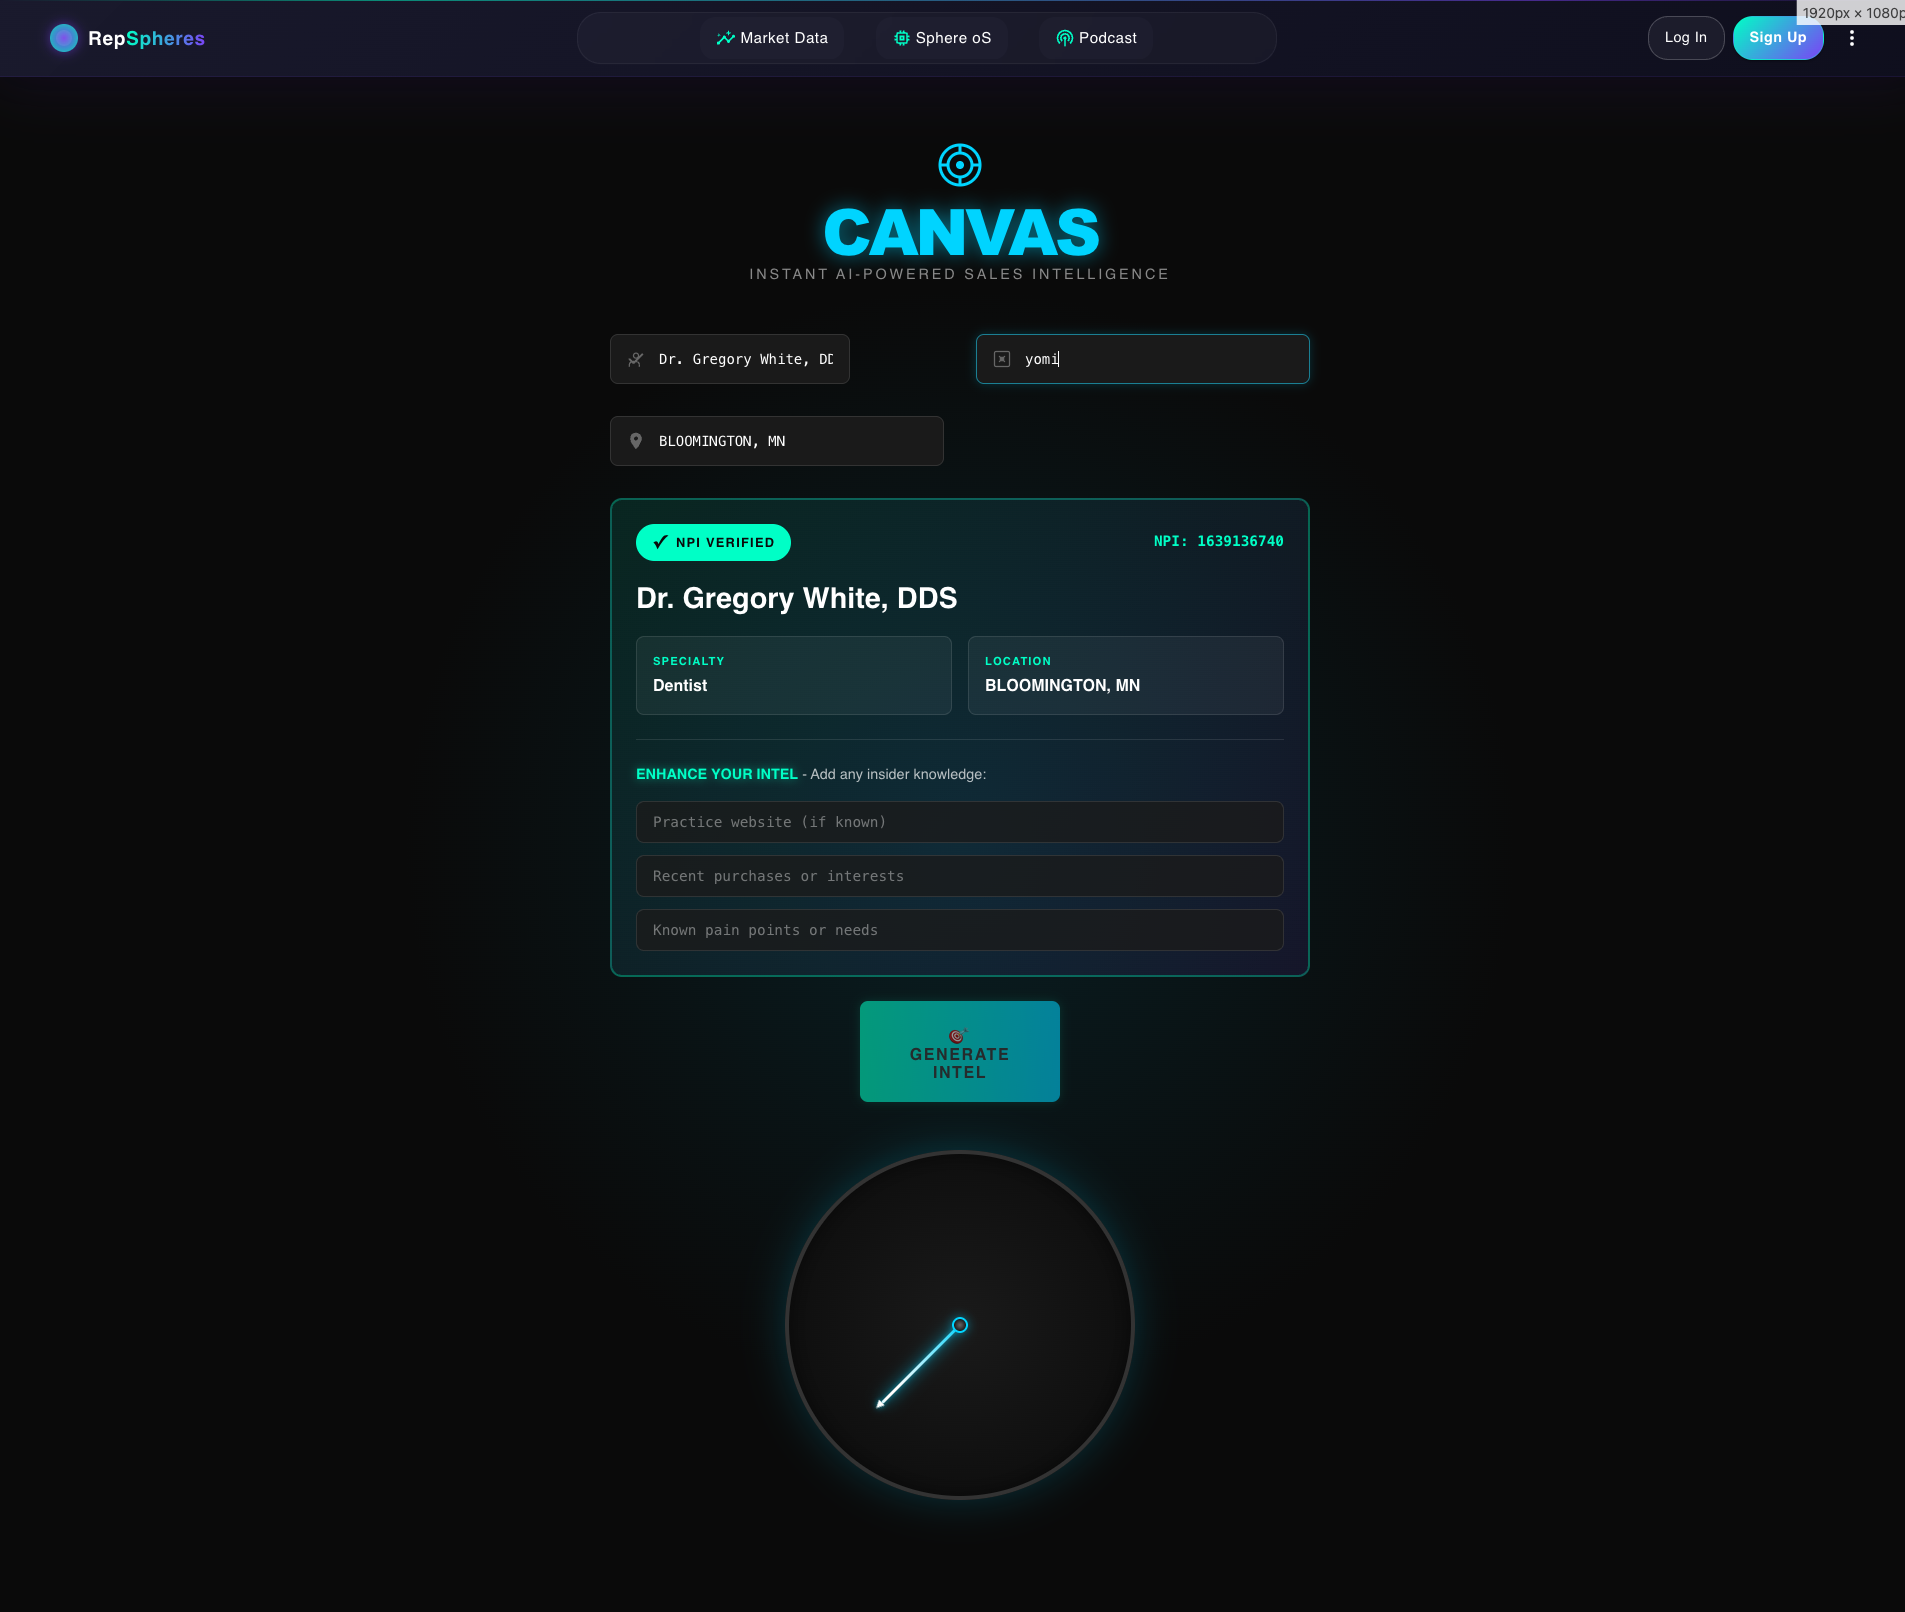 RepSpheres
Market Data
Sphere oS
Podcast
Log In
Sign Up
1920px × 1080p
CANVAS
INSTANT AI-POWERED SALES INTELLIGENCE
Dr. Gregory White, DD
yomi
BLOOMINGTON, MN
NPI VERIFIED
NPI: 1639136740
Dr. Gregory White, DDS
SPECIALTY
Dentist
LOCATION
BLOOMINGTON, MN
ENHANCE YOUR INTEL - Add any insider knowledge:
Practice website (if known)
Recent purchases or interests
Known pain points or needs
GENERATE
INTEL